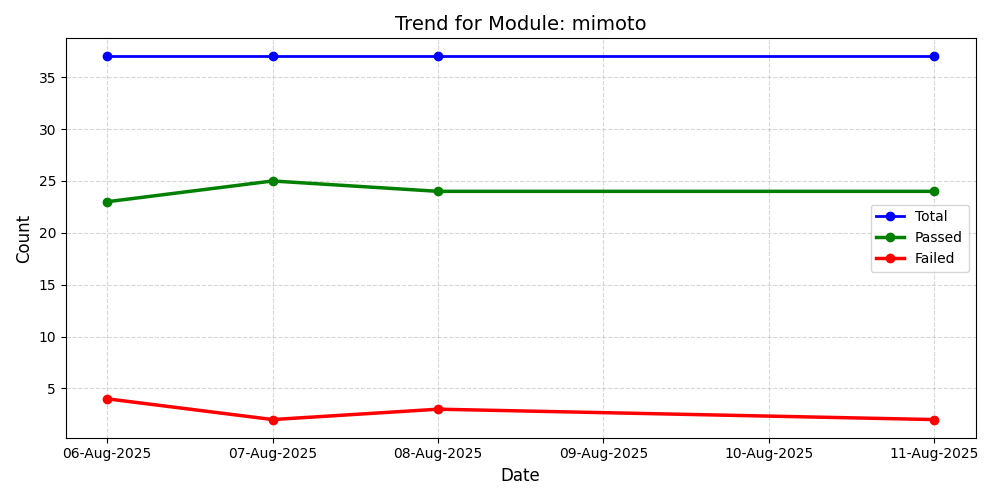 Trend for Module: mimoto
Count
35
30
25
20
15
10
5
Total
Passed
Failed
06-Aug-2025 07-Aug-2025 08-Aug-2025 09-Aug-2025 10-Aug-2025 11-Aug-2025
Date